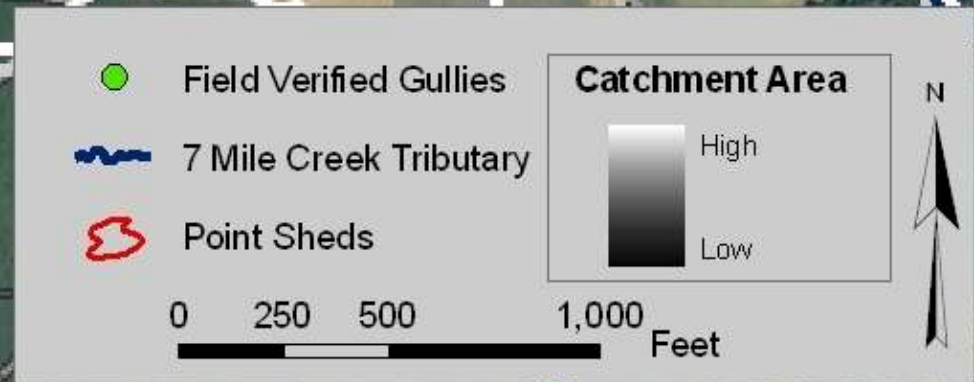 Field Verified Gullies
7 Mile Creek Tributary
Point Sheds
Catchment Area
High
Low
N
0 250 500 1,000
Feet